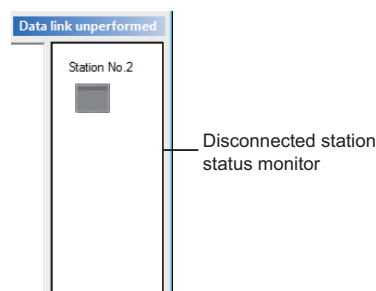 Data link unperformed
Station No.2
Disconnected station
status monitor